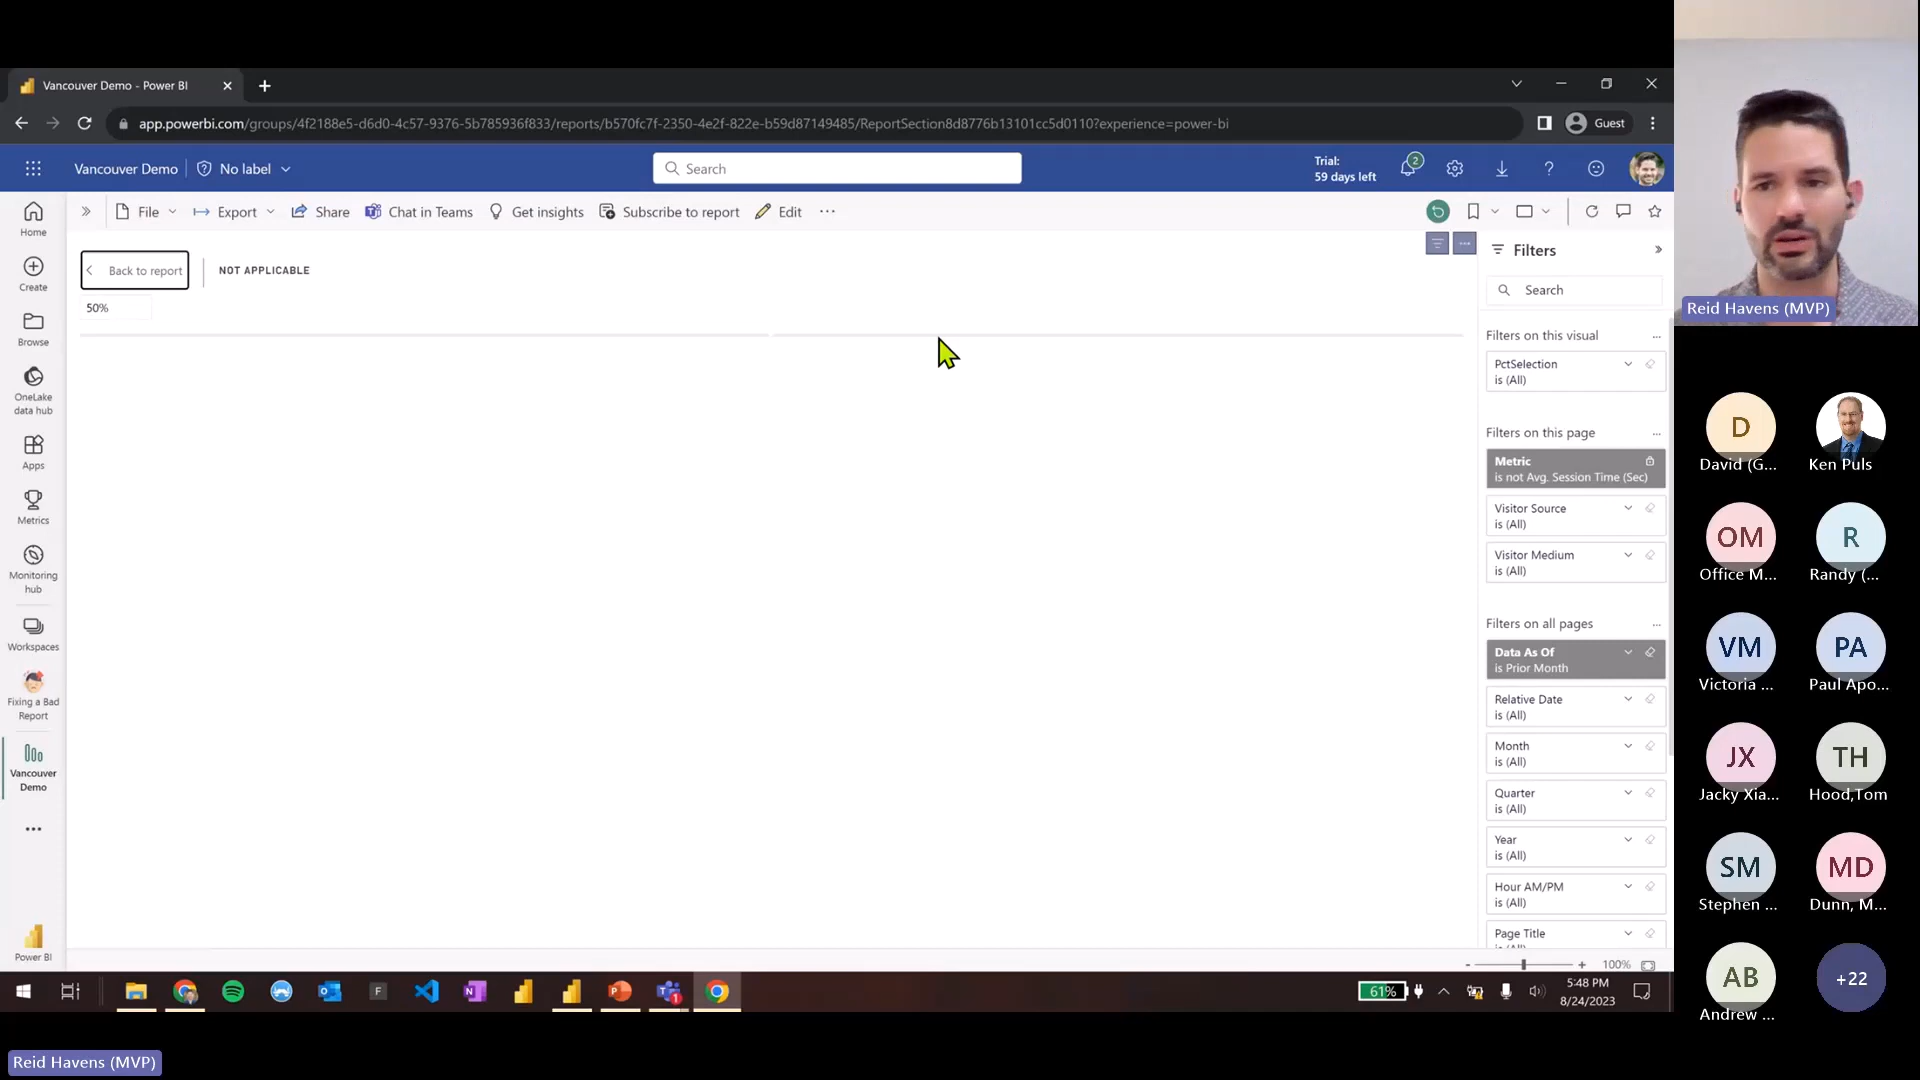 Vancouver Demo - Power BI
app.powerbi.com/groups/4f2188e5-d6d0-4c57-9376-5b785936f833/reports/b570fc7f-2350-4e2f-822e-b59d87149485/ReportSection8d8776b13101cc5d0110?experience=power-bi
Guest
Vancouver Demo
No label
Search
Trial:
59 days left
2
File
Export
Share
Chat in Teams
Get insights
Subscribe to report
Edit
Home
Create
Browse
OneLake
data hub
Apps
Metrics
Monitoring
hub
Workspaces
Fixing a Bad
Report
Vancouver
Demo
Power BI
Back to report
NOT APPLICABLE
50%
Filters
Search
Filters on this visual
PctSelection
is (All)
Filters on this page
Metric
is not Avg. Session Time (Sec)
Visitor Source
is (All)
Visitor Medium
is (All)
Filters on all pages
Data As Of
is Prior Month
Relative Date
is (All)
Month
is (All)
Quarter
is (All)
Year
is (All)
Hour AM/PM
is (All)
Page Title
is (All)
100%
61%
5:48 PM
8/24/2023
Reid Havens (MVP)
D
David (G...
Ken Puls
OM
Office M...
R
Randy (...
VM
Victoria ...
PA
Paul Apo...
JX
Jacky Xia...
TH
Hood,Tom
SM
Stephen ...
MD
Dunn, M...
AB
Andrew ...
+22
Reid Havens (MVP)